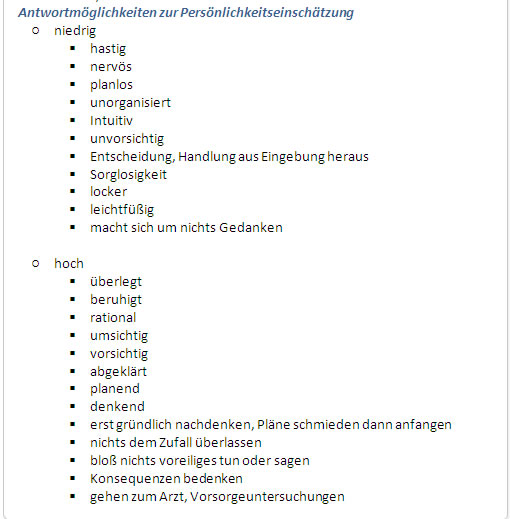 Antwortmöglichkeiten zur Persönlichkeitseinschätzung
niedrig
hastig
nervös
planlos
unorganisiert
Intuitiv
unvorsichtig
Entscheidung, Handlung aus Eingebung heraus
Sorglosigkeit
locker
leichtfüßig
macht sich um nichts Gedanken
hoch
überlegt
beruhigt
rational
umsichtig
vorsichtig
abgeklärt
planend
denkend
erst gründlich nachdenken, Pläne schmieden dann anfangen
nichts dem Zufall überlassen
bloß nichts voreiliges tun oder sagen
Konsequenzen bedenken
gehen zum Arzt, Vorsorgeuntersuchungen